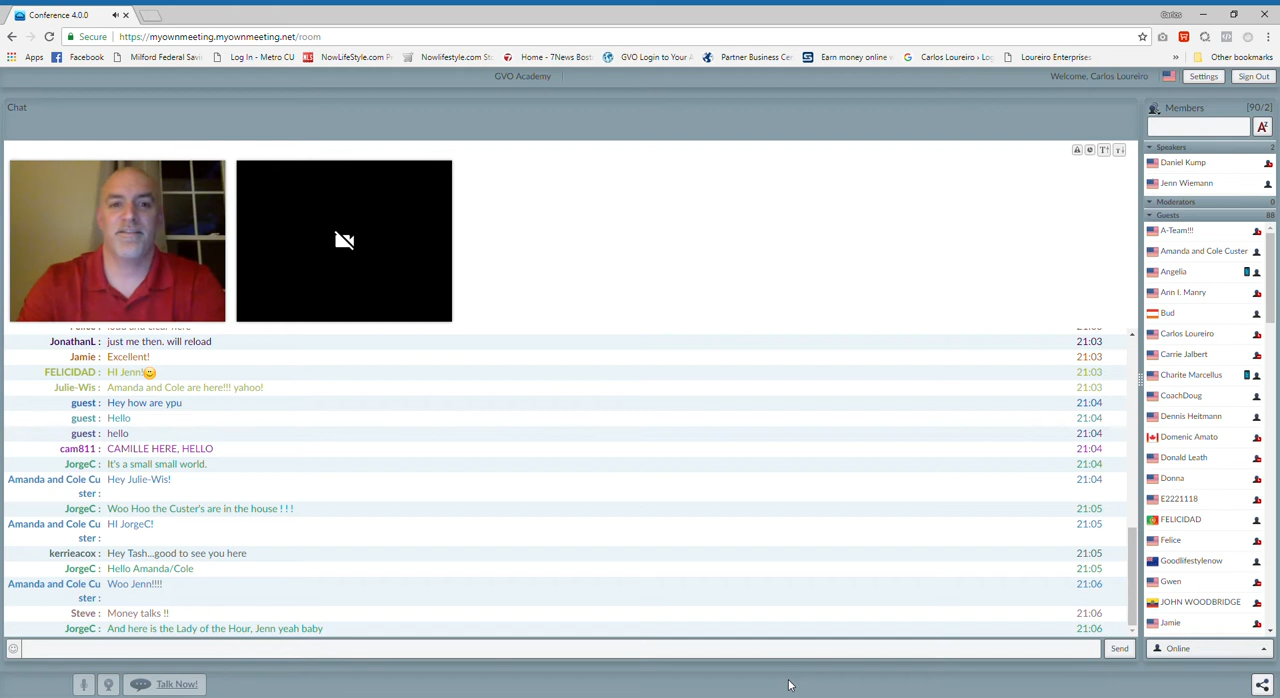 Conference 4.0.0
Carlos
Secure https://myownmeeting.myownmeeting.net/room
Apps Facebook Milford Federal Savi Log In - Metro CU NowLifeStyle.com P Nowlifestyle.com St Home - 7News Bost GVO Login to Your A Partner Business Ce Earn money online Carlos Loureiro › Lo Loureiro Enterprises » Other bookmarks
GVO Academy Welcome, Carlos Loureiro Settings Sign Out
Chat
Members [90/2]
Speakers 2
Daniel Kump
Jenn Wiemann
Moderators 0
Guests 88
A-Team!!!
Amanda and Cole Custer
Angelia
Ann I. Manry
Bud
Carlos Loureiro
Carrie Jalbert
Charite Marcellus
CoachDoug
Dennis Heitmann
Domenic Amato
Donald Leath
Donna
E2221118
FELICIDAD
Felice
Goodlifestylenow
Gwen
JOHN WOODBRIDGE
Jamie
Online
JonathanL : just me then. will reload 21:03
Jamie : Excellent! 21:03
FELICIDAD : HI Jenn! 21:03
Julie-Wis : Amanda and Cole are here!!! yahoo! 21:03
guest : Hey how are ypu 21:04
guest : Hello 21:04
guest : hello 21:04
cam811 : CAMILLE HERE, HELLO 21:04
JorgeC : It's a small small world. 21:04
Amanda and Cole Cu Hey Julie-Wis! 21:04
ster :
JorgeC : Woo Hoo the Custer's are in the house ! ! ! 21:05
Amanda and Cole Cu HI JorgeC! 21:05
ster :
kerrieacox : Hey Tash...good to see you here 21:05
JorgeC : Hello Amanda/Cole 21:05
Amanda and Cole Cu Woo Jenn!!!! 21:06
ster :
Steve : Money talks !! 21:06
JorgeC : And here is the Lady of the Hour, Jenn yeah baby 21:06
Send
Talk Now!